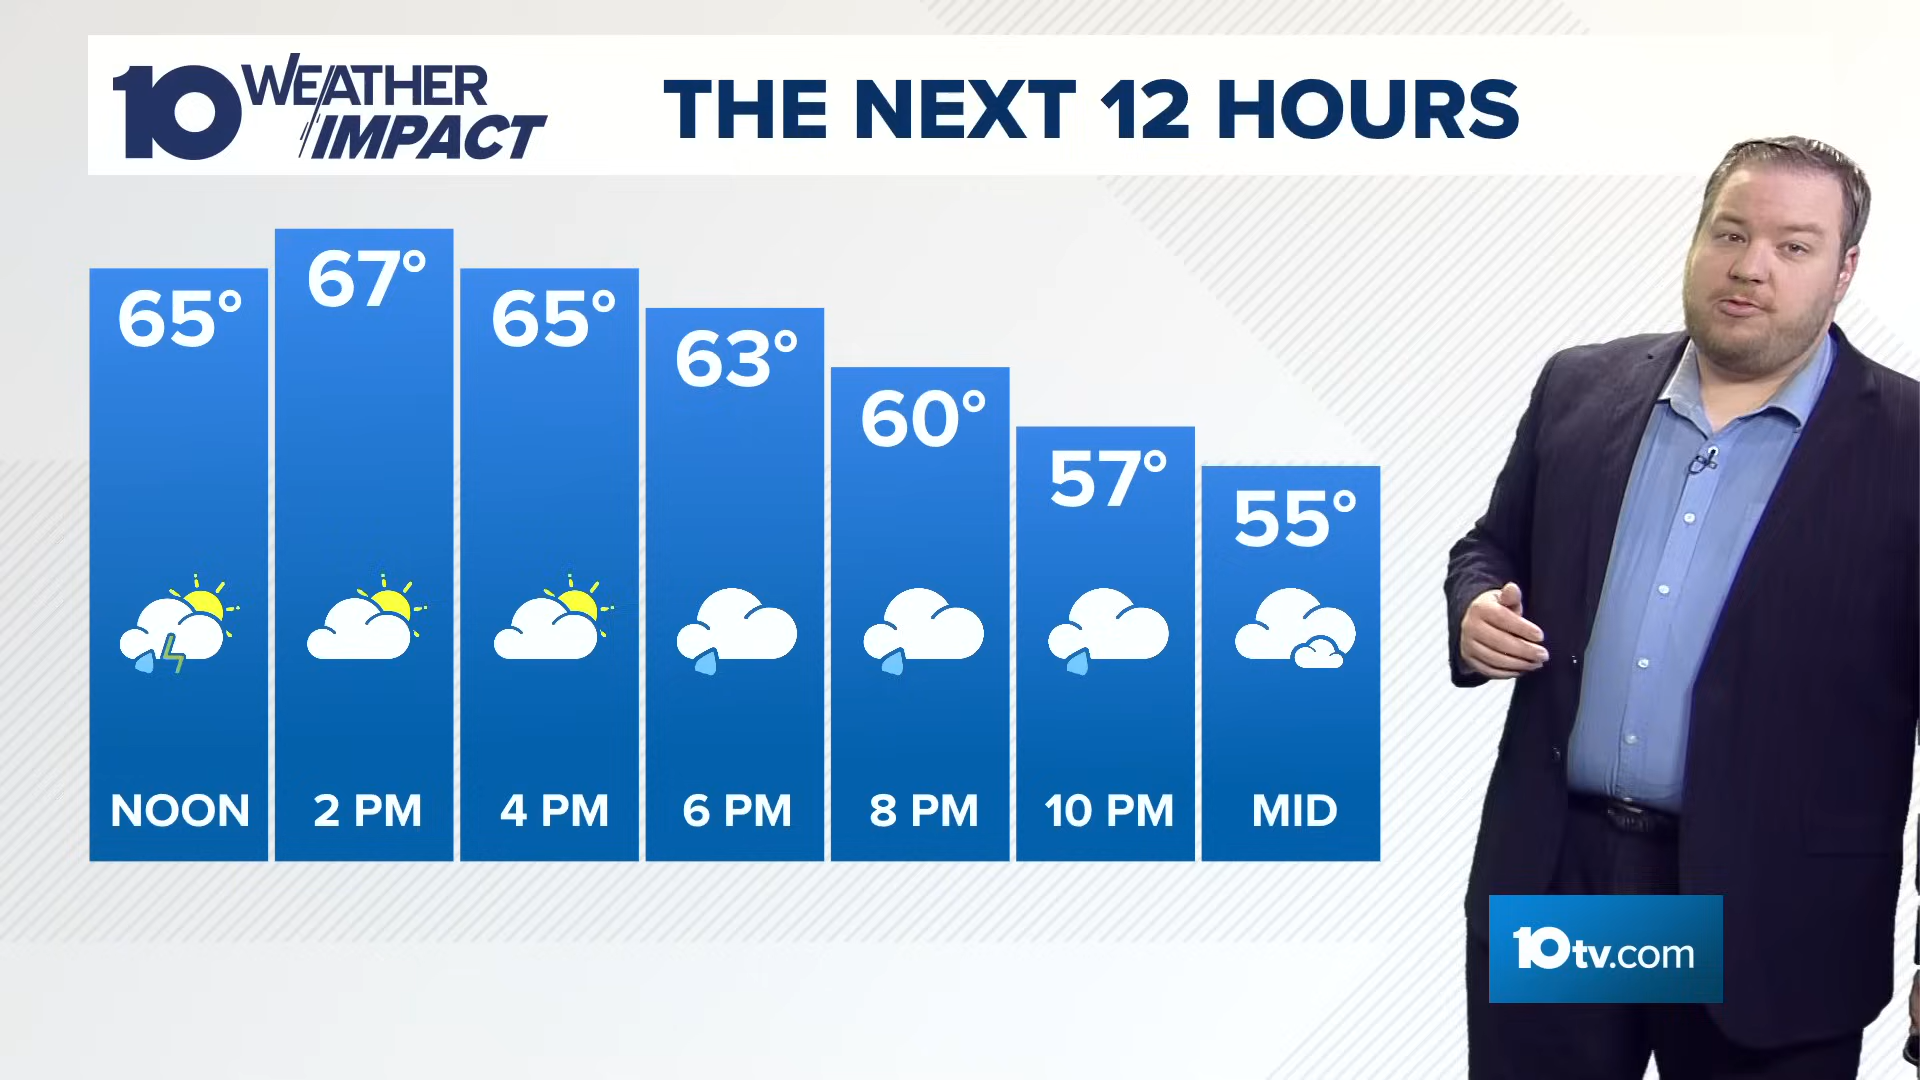 10 WEATHER
IMPACT
THE NEXT 12 HOURS
65° 67° 65° 63° 60° 57° 55°
NOON 2 PM 4 PM 6 PM 8 PM 10 PM MID
10tv.com